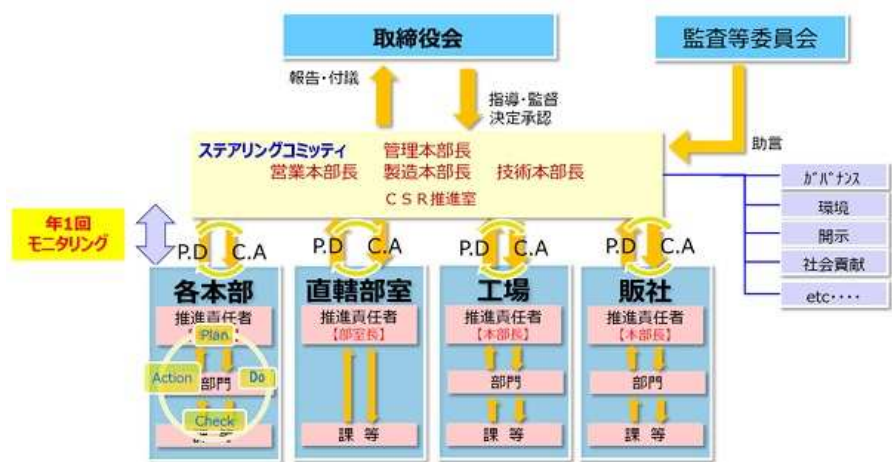 取締役会
監査等委員会
報告・付議
指導・監督
決定承認
助言
ステアリングコミッティ 管理本部長
営業本部長 製造本部長 技術本部長
CSR推進室
ガバナンス
環境
開示
社会貢献
etc・・・・
年1回
モニタリング
P.D C.A
P.D C.A
P.D C.A
P.D C.A
各本部
推進責任者
Plan
Action
部門
Do
Check
直轄部室
推進責任者
【部室長】
課 等
工場
推進責任者
【本部長】
部門
課 等
販社
推進責任者
【本部長】
部門
課 等